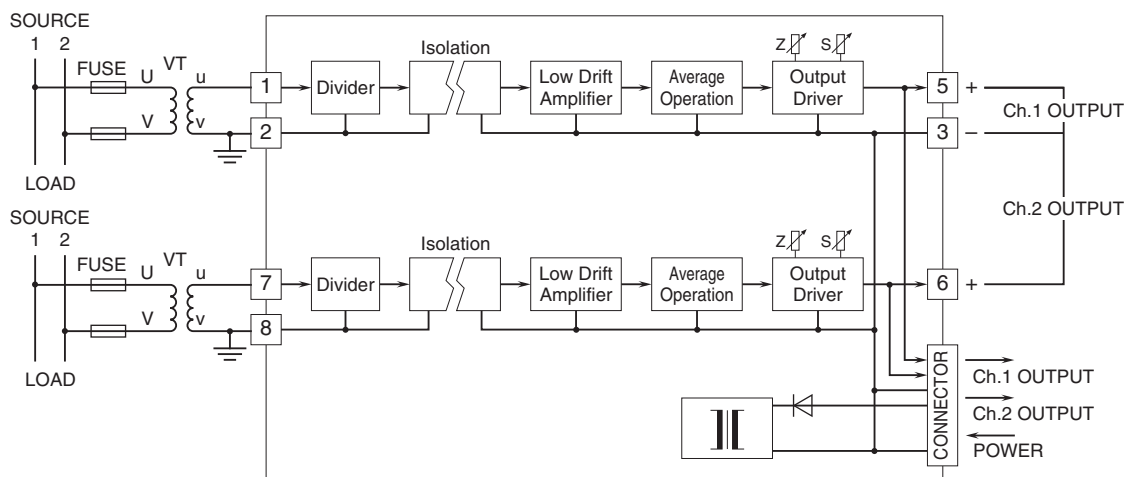 SOURCE
1 2
FUSE
U
VT
u
V
v
LOAD
1
2
Divider
Isolation
Low Drift
Amplifier
Average
Operation
Z
S
Output
Driver
5
+
3
–
Ch.1 OUTPUT
Ch.2 OUTPUT
SOURCE
1 2
FUSE
U
VT
u
V
v
LOAD
7
8
Divider
Isolation
Low Drift
Amplifier
Average
Operation
Z
S
Output
Driver
6
+
CONNECTOR
Ch.1 OUTPUT
Ch.2 OUTPUT
POWER